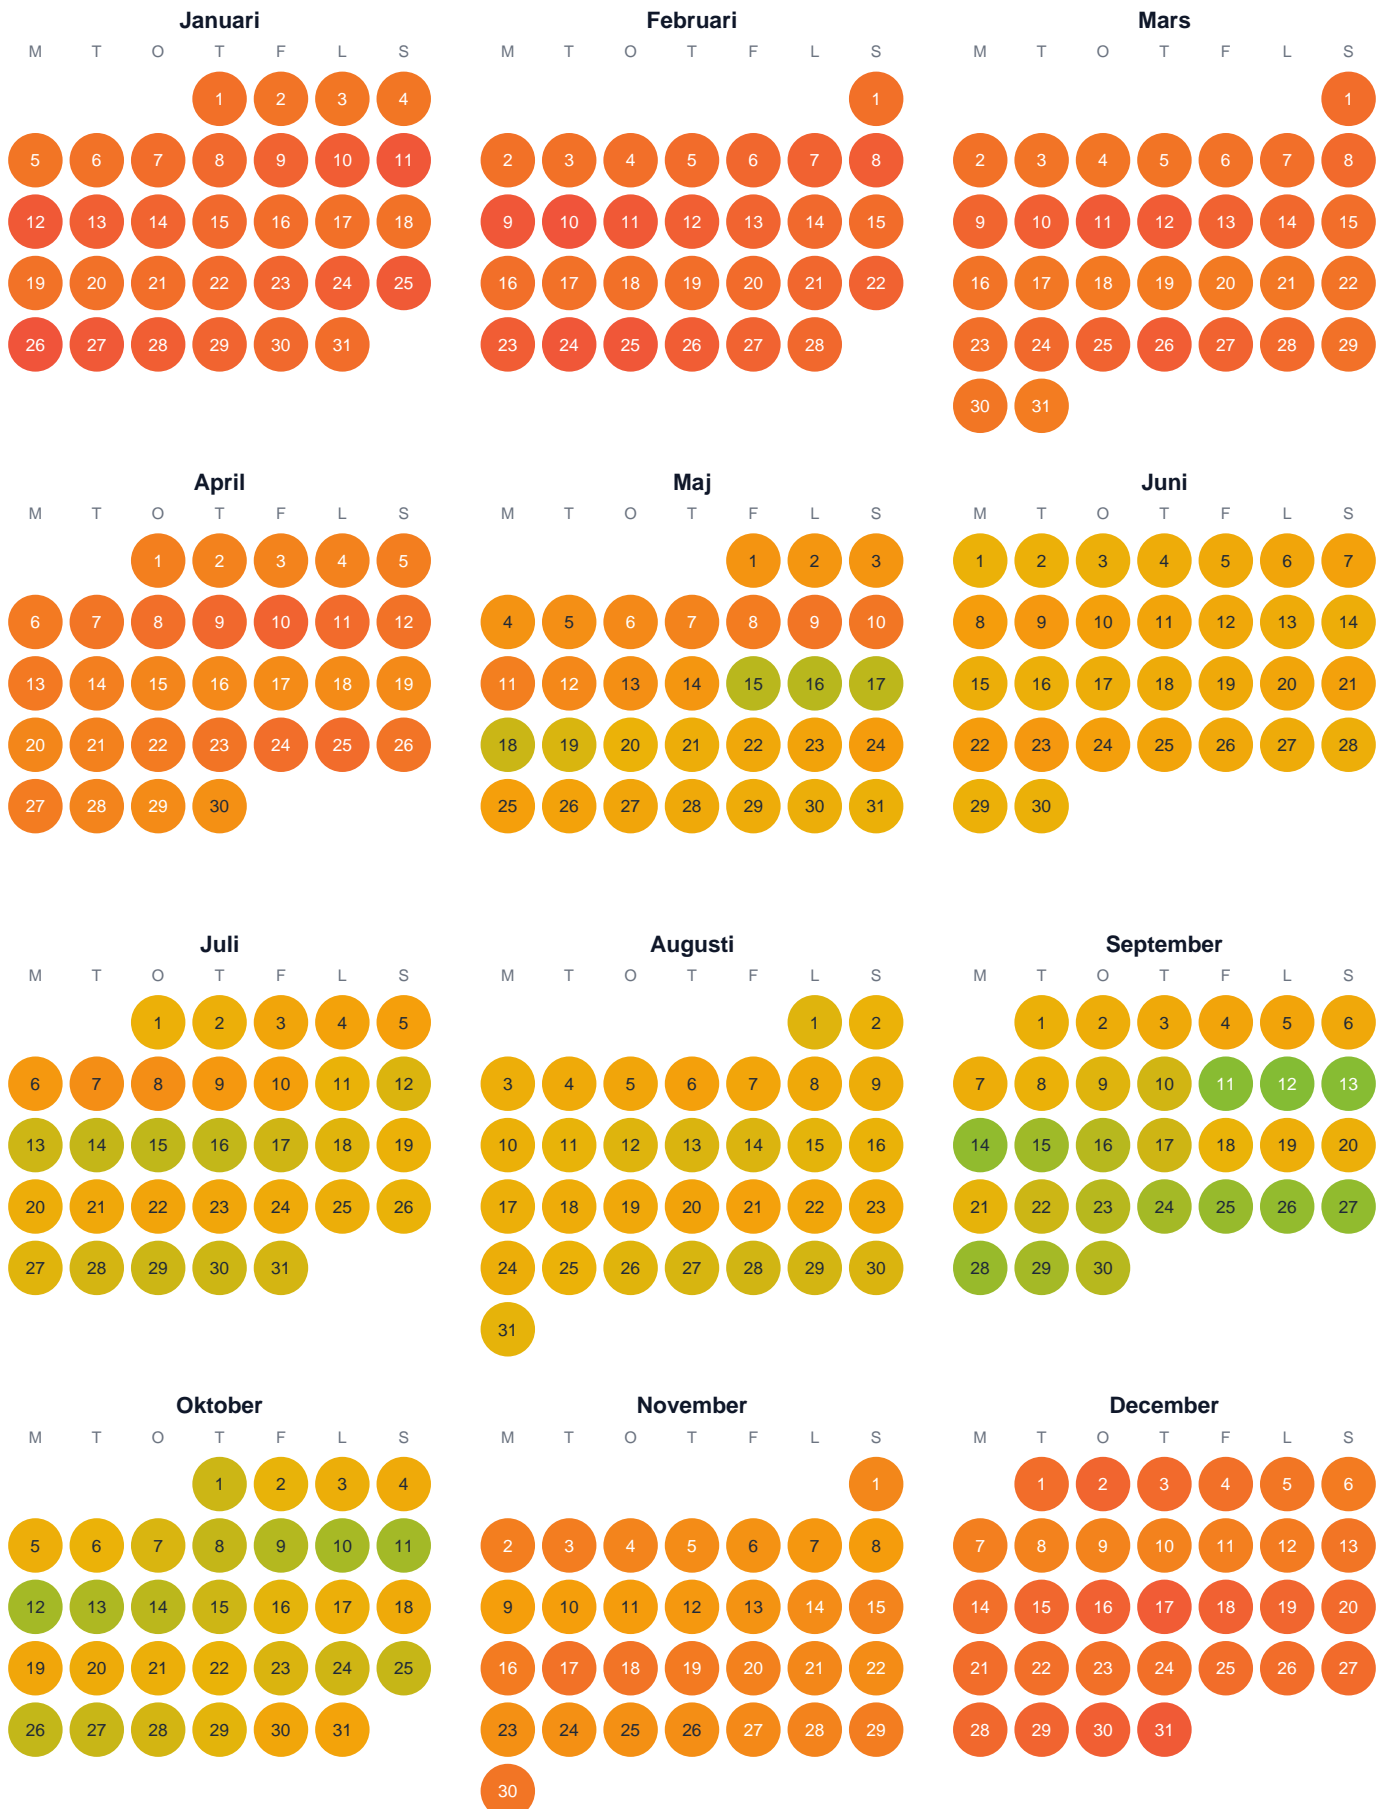 Januari Februari Mars
M T O T F L S M T O T F L S M T O T F L S
1 2 3 4 1 1
5 6 7 8 9 10 11 2 3 4 5 6 7 8 2 3 4 5 6 7 8
12 13 14 15 16 17 18 9 10 11 12 13 14 15 9 10 11 12 13 14 15
19 20 21 22 23 24 25 16 17 18 19 20 21 22 16 17 18 19 20 21 22
26 27 28 29 30 31 23 24 25 26 27 28 23 24 25 26 27 28 29
30 31
April Maj Juni
M T O T F L S M T O T F L S M T O T F L S
1 2 3 4 5 1 2 3 1 2 3 4 5 6 7
6 7 8 9 10 11 12 4 5 6 7 8 9 10 8 9 10 11 12 13 14
13 14 15 16 17 18 19 11 12 13 14 15 16 17 15 16 17 18 19 20 21
20 21 22 23 24 25 26 18 19 20 21 22 23 24 22 23 24 25 26 27 28
27 28 29 30 25 26 27 28 29 30 31 29 30
Juli Augusti September
M T O T F L S M T O T F L S M T O T F L S
1 2 3 4 5 1 2 1 2 3 4 5 6
6 7 8 9 10 11 12 3 4 5 6 7 8 9 7 8 9 10 11 12 13
13 14 15 16 17 18 19 10 11 12 13 14 15 16 14 15 16 17 18 19 20
20 21 22 23 24 25 26 17 18 19 20 21 22 23 21 22 23 24 25 26 27
27 28 29 30 31 24 25 26 27 28 29 30 28 29 30
31
Oktober November December
M T O T F L S M T O T F L S M T O T F L S
1 2 3 4 1 1 2 3 4 5 6
5 6 7 8 9 10 11 2 3 4 5 6 7 8 7 8 9 10 11 12 13
12 13 14 15 16 17 18 9 10 11 12 13 14 15 14 15 16 17 18 19 20
19 20 21 22 23 24 25 16 17 18 19 20 21 22 21 22 23 24 25 26 27
26 27 28 29 30 31 23 24 25 26 27 28 29 28 29 30 31
30